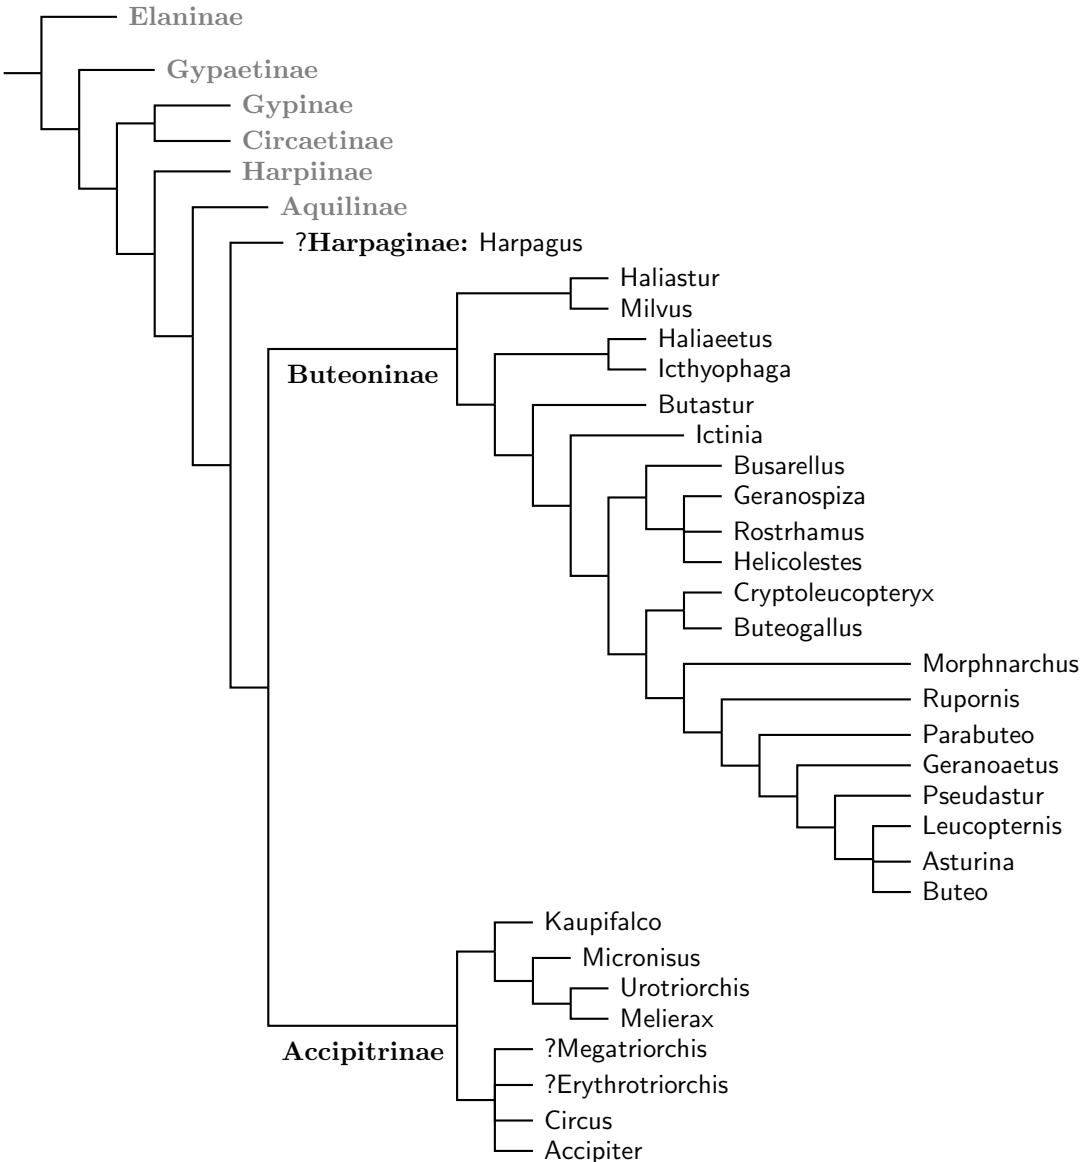 Elaninae
Gypaetinae
Gypinae
Circaetinae
Harpiinae
Aquilinae
?Harpaginae: Harpagus
Haliastur
Milvus
Haliaeetus
Icthyophaga
Buteoninae
Butastur
Ictinia
Busarellus
Geranospiza
Rostrhamus
Helicolestes
Cryptoleucopteryx
Buteogallus
Morphnarchus
Rupornis
Parabuteo
Geranoaetus
Pseudastur
Leucopternis
Asturina
Buteo
Kaupifalco
Micronisus
Urotriorchis
Melierax
Accipitrinae
?Megatriorchis
?Erythrotriorchis
Circus
Accipiter